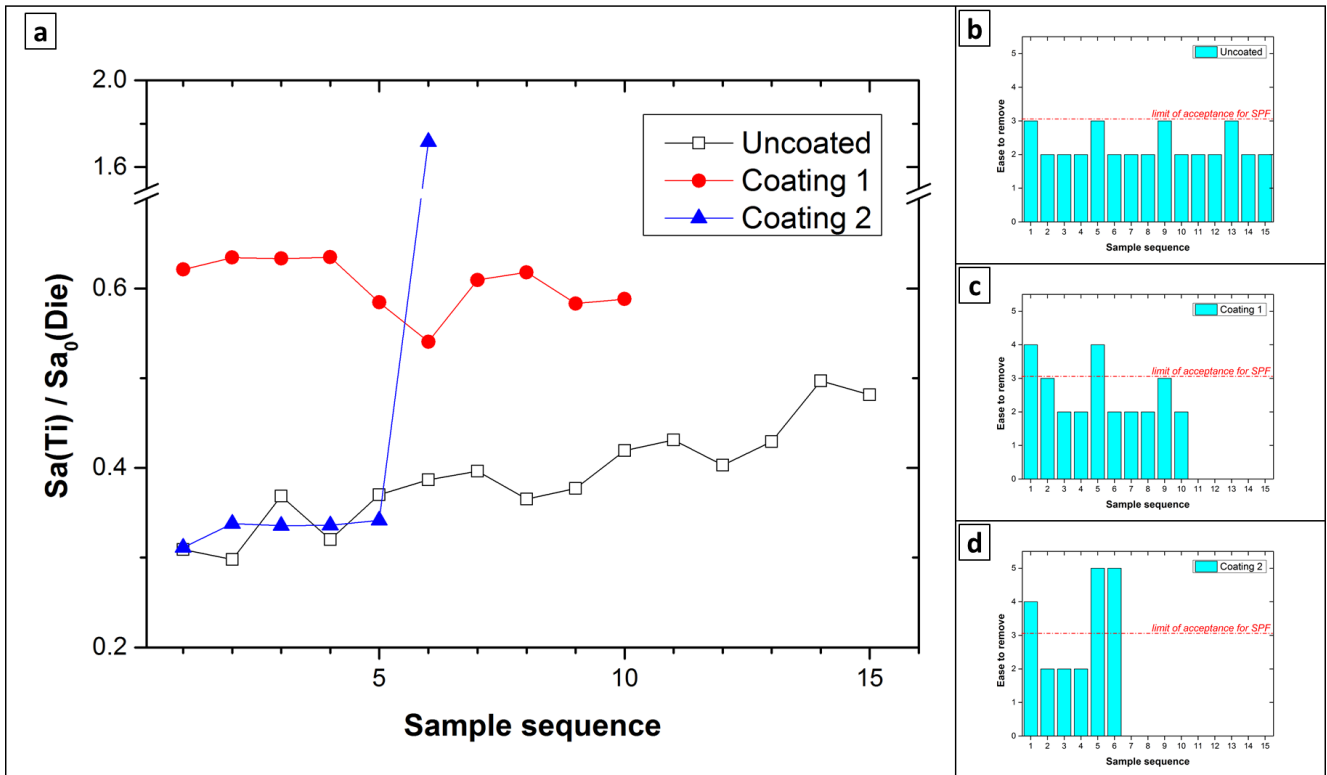 a
2.0
1.6
0.6
0.4
0.2
Sa(Ti) / Sa₀(Die)
Uncoated
Coating 1
Coating 2
5 10 15
Sample sequence
b
Uncoated
limit of acceptance for SPF
Ease to remove
5
4
3
2
1
0
1 2 3 4 5 6 7 8 9 10 11 12 13 14 15
Sample sequence
c
Coating 1
limit of acceptance for SPF
Ease to remove
5
4
3
2
1
0
1 2 3 4 5 6 7 8 9 10 11 12 13 14 15
Sample sequence
d
Coating 2
limit of acceptance for SPF
Ease to remove
5
4
3
2
1
0
1 2 3 4 5 6 7 8 9 10 11 12 13 14 15
Sample sequence